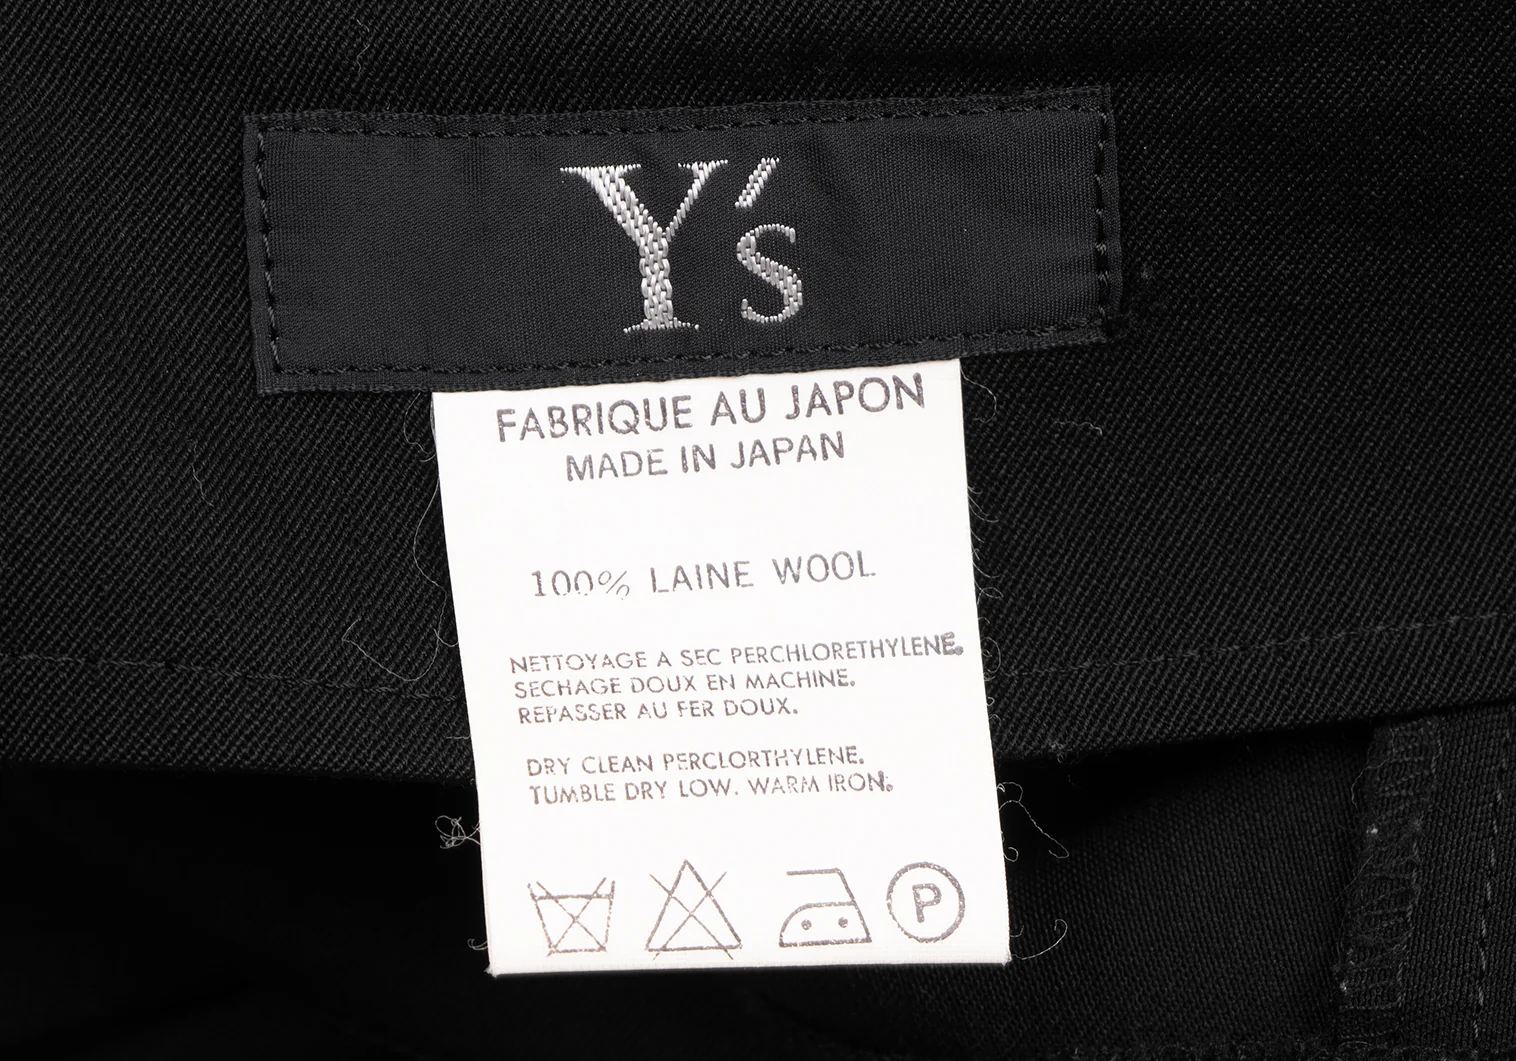 Y's
FABRIQUE AU JAPON
MADE IN JAPAN
100% LAINE WOOL
NETTOYAGE A SEC PERCHLORETHYLENE.
SECHAGE DOUX EN MACHINE.
REPASSER AU FER DOUX.
DRY CLEAN PERCLORTHYLENE.
TUMBLE DRY LOW. WARM IRON.
P